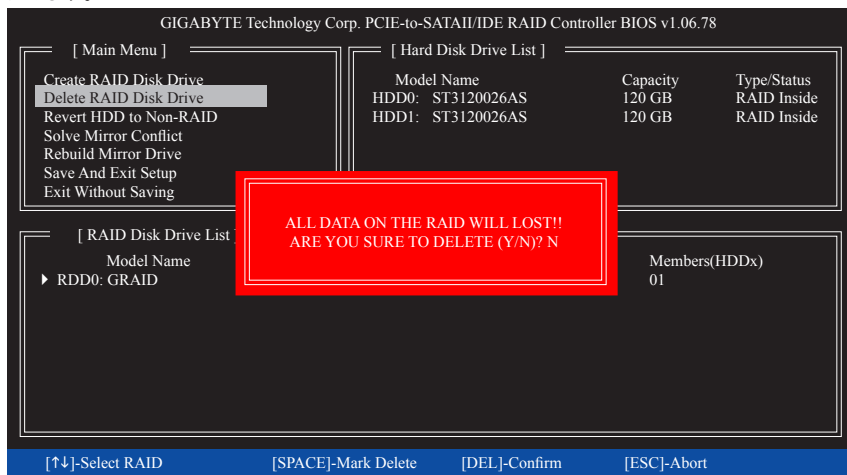 GIGABYTE Technology Corp. PCIE-to-SATAII/IDE RAID Controller BIOS v1.06.78
[ Main Menu ]
Create RAID Disk Drive
Delete RAID Disk Drive
Revert HDD to Non-RAID
Solve Mirror Conflict
Rebuild Mirror Drive
Save And Exit Setup
Exit Without Saving
[ Hard Disk Drive List ]
Model Name Capacity Type/Status
HDD0: ST3120026AS 120 GB RAID Inside
HDD1: ST3120026AS 120 GB RAID Inside
ALL DATA ON THE RAID WILL LOST!!
ARE YOU SURE TO DELETE (Y/N)? N
[ RAID Disk Drive List ]
Model Name Members(HDDx)
RDD0: GRAID 01
[↑↓]-Select RAID [SPACE]-Mark Delete [DEL]-Confirm [ESC]-Abort